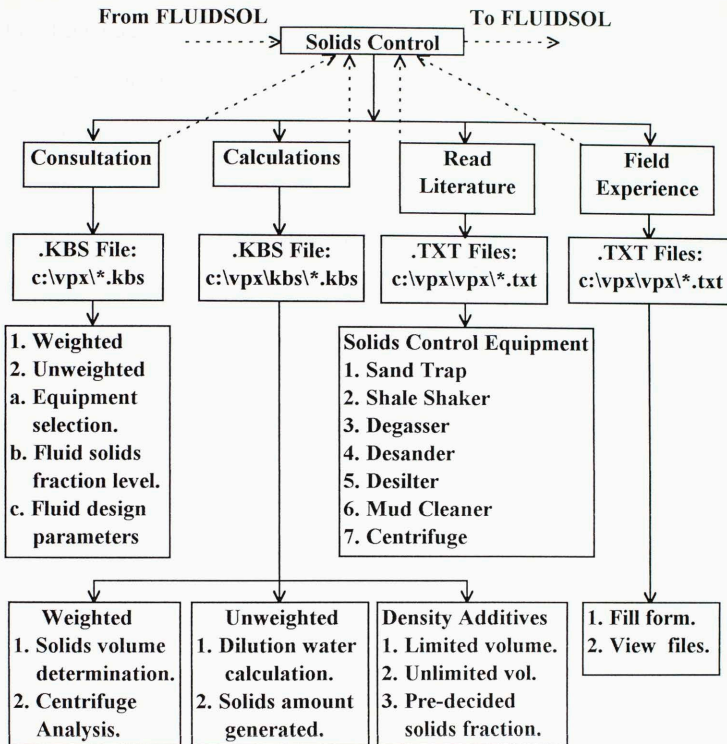 From FLUIDSOL
To FLUIDSOL
Solids Control
Consultation
Calculations
Read
Literature
Field
Experience
.KBS File:
c:\vpx\*.kbs
.KBS File:
c:\vpx\kbs\*.kbs
.TXT Files:
c:\vpx\vpx\*.txt
.TXT Files:
c:\vpx\vpx\*.txt
1. Weighted
2. Unweighted
a. Equipment
selection.
b. Fluid solids
fraction level.
c. Fluid design
parameters
Solids Control Equipment
1. Sand Trap
2. Shale Shaker
3. Degasser
4. Desander
5. Desilter
6. Mud Cleaner
7. Centrifuge
Weighted
1. Solids volume
determination.
2. Centrifuge
Analysis.
Unweighted
1. Dilution water
calculation.
2. Solids amount
generated.
Density Additives
1. Limited volume.
2. Unlimited vol.
3. Pre-decided
solids fraction.
1. Fill form.
2. View files.